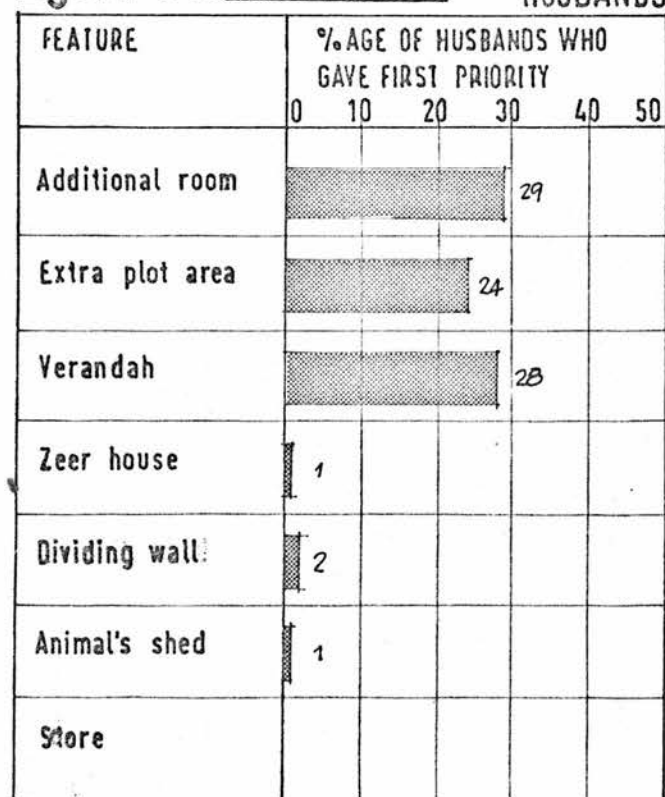 HUSBANDS
FEATURE
%AGE OF HUSBANDS WHO
GAVE FIRST PRIORITY
0 10 20 30 40 50
Additional room 29
Extra plot area 24
Verandah 28
Zeer house 1
Dividing wall 2
Animal's shed 1
Store